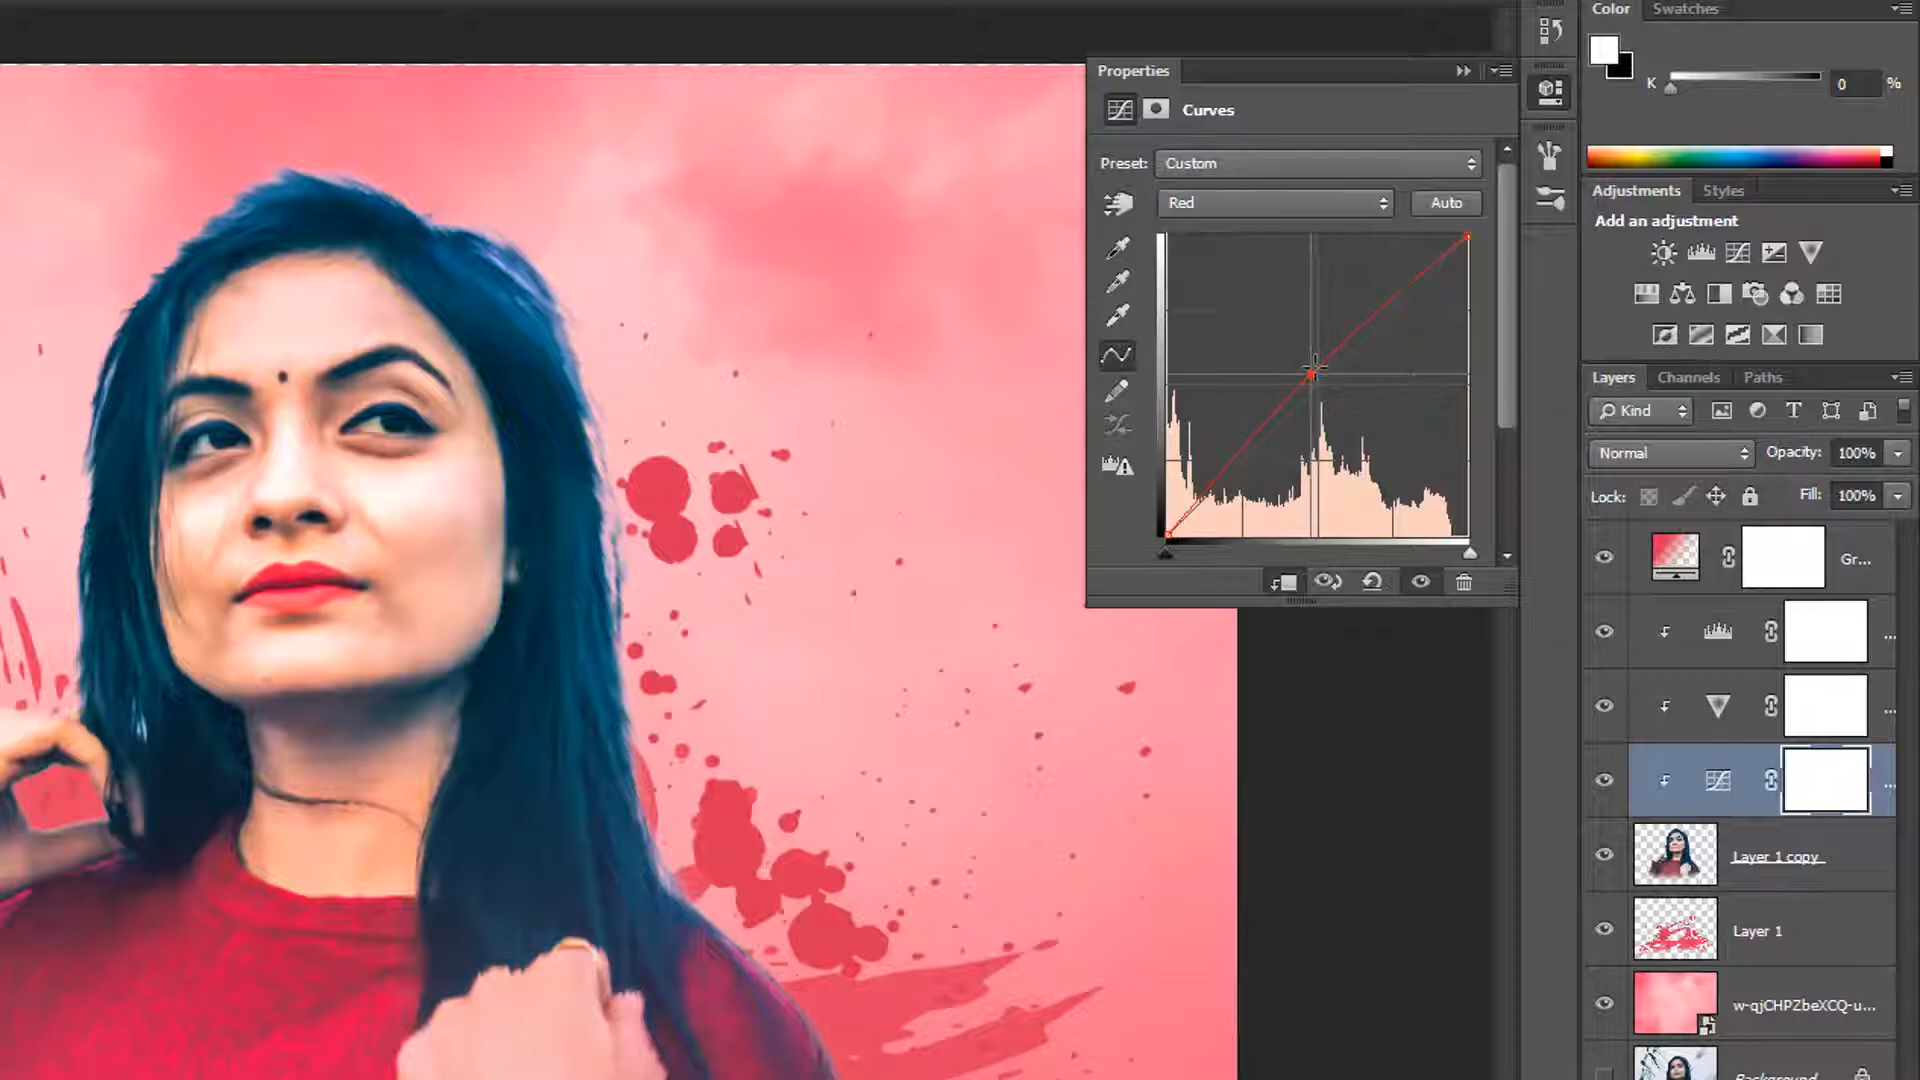 Color Swatches
K 0 %
Properties
Curves
Preset: Custom
Red Auto
Adjustments Styles
Add an adjustment
Layers Channels Paths
Kind
Normal Opacity: 100%
Lock: Fill: 100%
Gr...
...
...
...
Layer 1 copy
Layer 1
w-qjCHPZbeXCQ-u...
Background